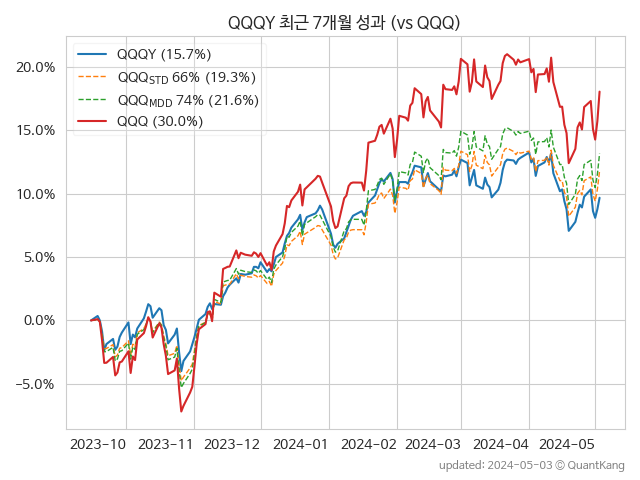 QQQY 최근 7개월 성과 (vs QQQ)
QQQY (15.7%)
QQQSTD 66% (19.3%)
QQQMDD 74% (21.6%)
QQQ (30.0%)
20.0%
15.0%
10.0%
5.0%
0.0%
−5.0%
2023−10 2023−11 2023−12 2024−01 2024−02 2024−03 2024−04 2024−05
updated: 2024-05-03 © QuantKang